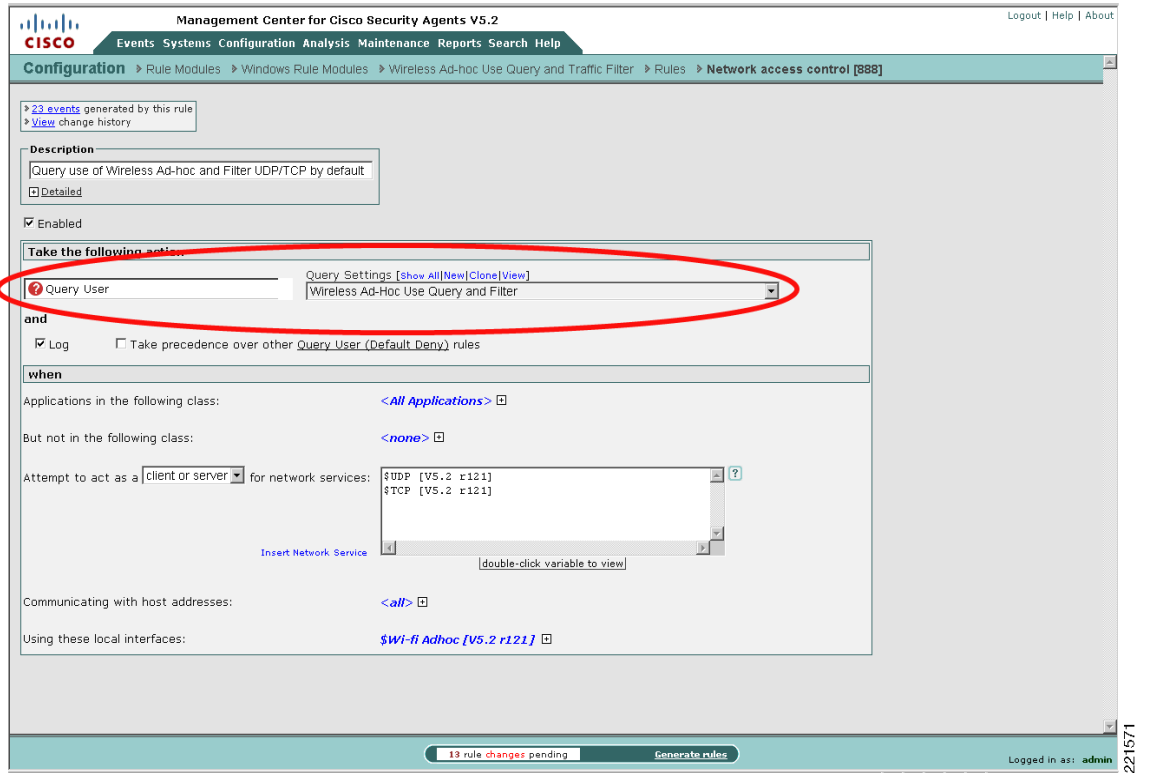 Management Center for Cisco Security Agents V5.2
Logout | Help | About
CISCO
Events Systems Configuration Analysis Maintenance Reports Search Help
Configuration Rule Modules Windows Rule Modules Wireless Ad-hoc Use Query and Traffic Filter Rules Network access control [888]
23 events generated by this rule
View change history
Description
Query use of Wireless Ad-hoc and Filter UDP/TCP by default
Detailed
Enabled
Take the following action
Query Settings [Show All|New|Clone|View]
Query User
Wireless Ad-Hoc Use Query and Filter
and
Log Take precedence over other Query User (Default Deny) rules
when
Applications in the following class: <All Applications>
But not in the following class: <none>
Attempt to act as a client or server for network services: $UDP [V5.2 r121]
$TCP [V5.2 r121]
?
Insert Network Service
double-click variable to view
Communicating with host addresses: <all>
Using these local interfaces: $Wi-fi Adhoc [V5.2 r121]
13 rule changes pending Generate rules
Logged in as: admin
221571